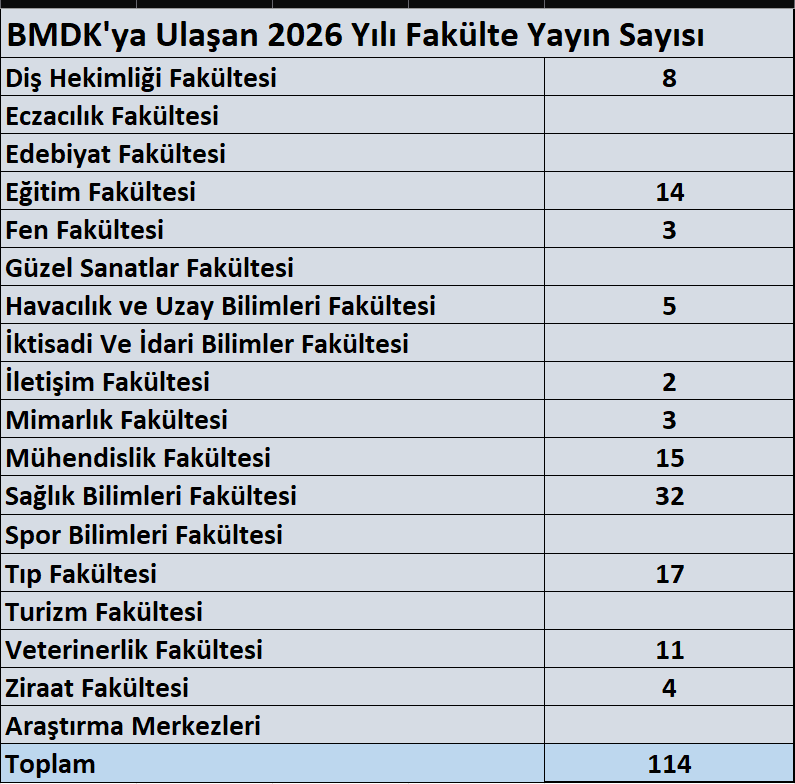 BMDK'ya Ulaşan 2026 Yılı Fakülte Yayın Sayısı
Diş Hekimliği Fakültesi 8
Eczacılık Fakültesi
Edebiyat Fakültesi
Eğitim Fakültesi 14
Fen Fakültesi 3
Güzel Sanatlar Fakültesi
Havacılık ve Uzay Bilimleri Fakültesi 5
İktisadi Ve İdari Bilimler Fakültesi
İletişim Fakültesi 2
Mimarlık Fakültesi 3
Mühendislik Fakültesi 15
Sağlık Bilimleri Fakültesi 32
Spor Bilimleri Fakültesi
Tıp Fakültesi 17
Turizm Fakültesi
Veterinerlik Fakültesi 11
Ziraat Fakültesi 4
Araştırma Merkezleri
Toplam 114